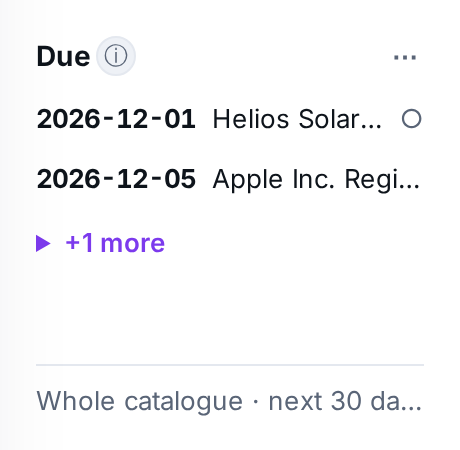 Due ⓘ ...
2026-12-01 Helios Solar...
2026-12-05 Apple Inc. Regi...
+1 more
Whole catalogue · next 30 da...